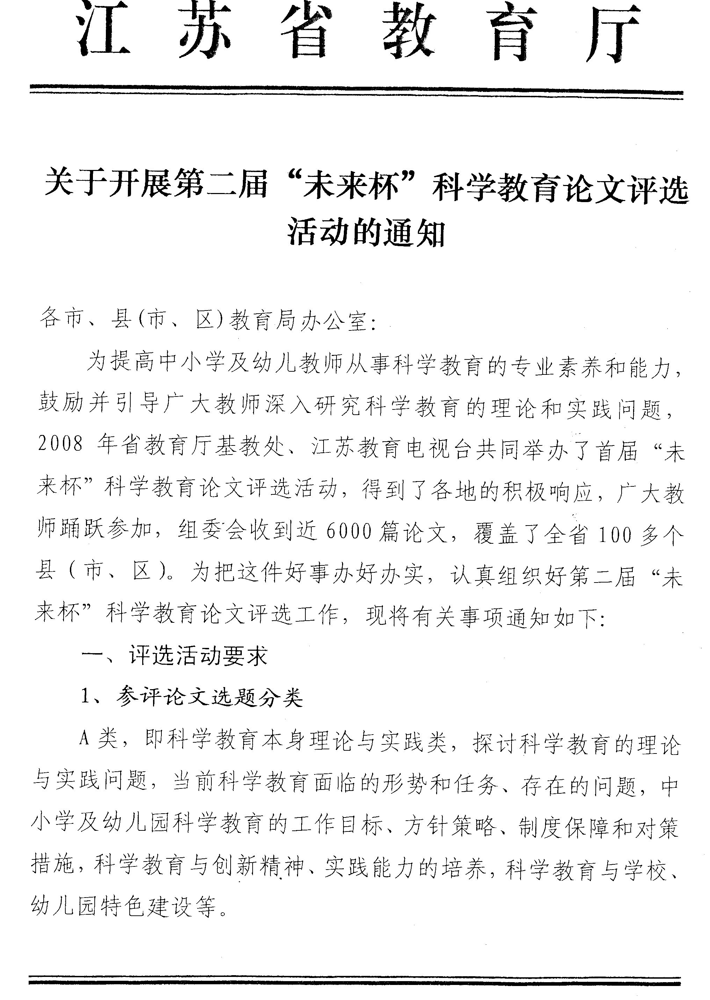 江苏省教育厅
关于开展第二届“未来杯”科学教育论文评选
活动的通知
各市、县(市、区)教育局办公室：
为提高中小学及幼儿教师从事科学教育的专业素养和能力，
鼓励并引导广大教师深入研究科学教育的理论和实践问题，
2008 年省教育厅基教处、江苏教育电视台共同举办了首届“未
来杯”科学教育论文评选活动，得到了各地的积极响应，广大教
师踊跃参加，组委会收到近 6000 篇论文，覆盖了全省 100 多个
县（市、区）。为把这件好事办好办实，认真组织好第二届“未
来杯”科学教育论文评选工作，现将有关事项通知如下：
一、评选活动要求
1、参评论文选题分类
A 类，即科学教育本身理论与实践类，探讨科学教育的理论
与实践问题，当前科学教育面临的形势和任务、存在的问题，中
小学及幼儿园科学教育的工作目标、方针策略、制度保障和对策
措施，科学教育与创新精神、实践能力的培养，科学教育与学校、
幼儿园特色建设等。